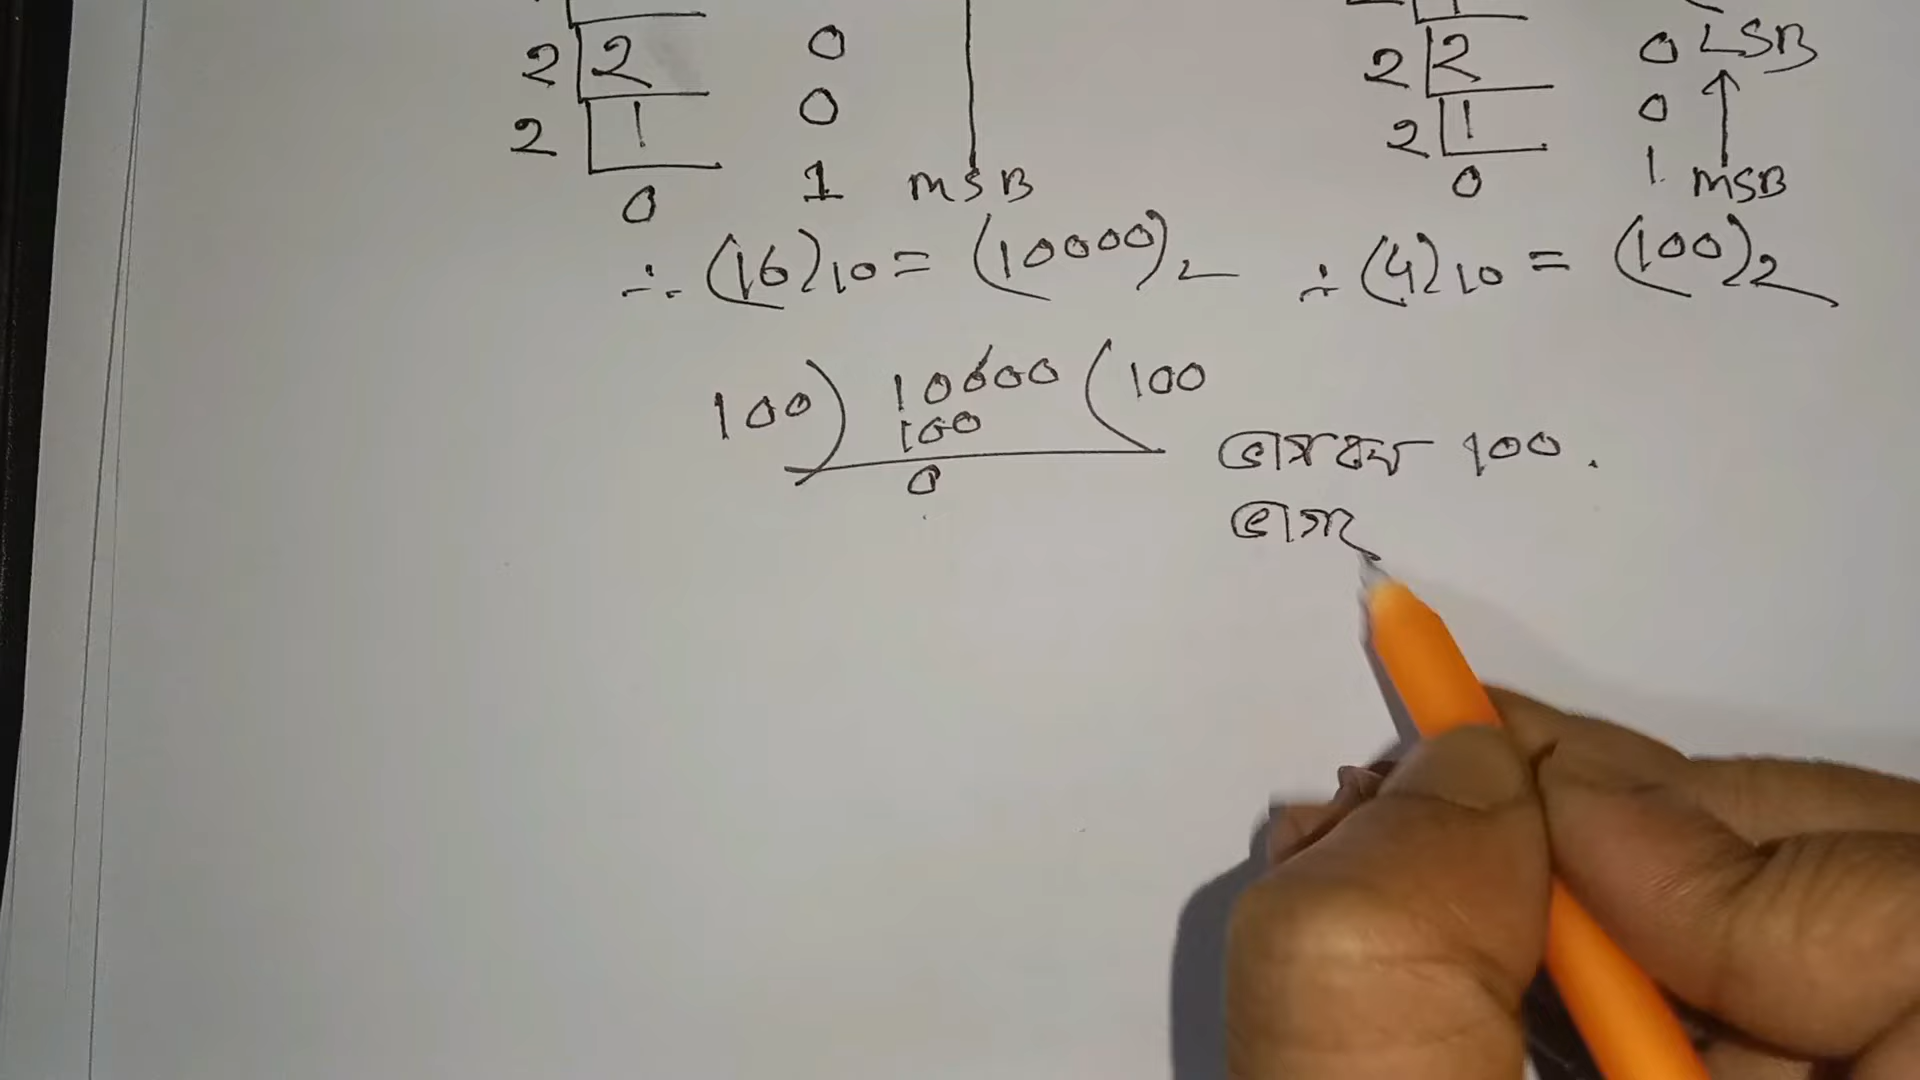 2 2 0 2 2 0 LSB
2 1 0 2 1 0
0 1 MSB 0 1 MSB
∴ (16)10 = (10000)2 ∴ (4)10 = (100)2
100) 10000 (100
100
0
ভাগফল 100.
ভাগ